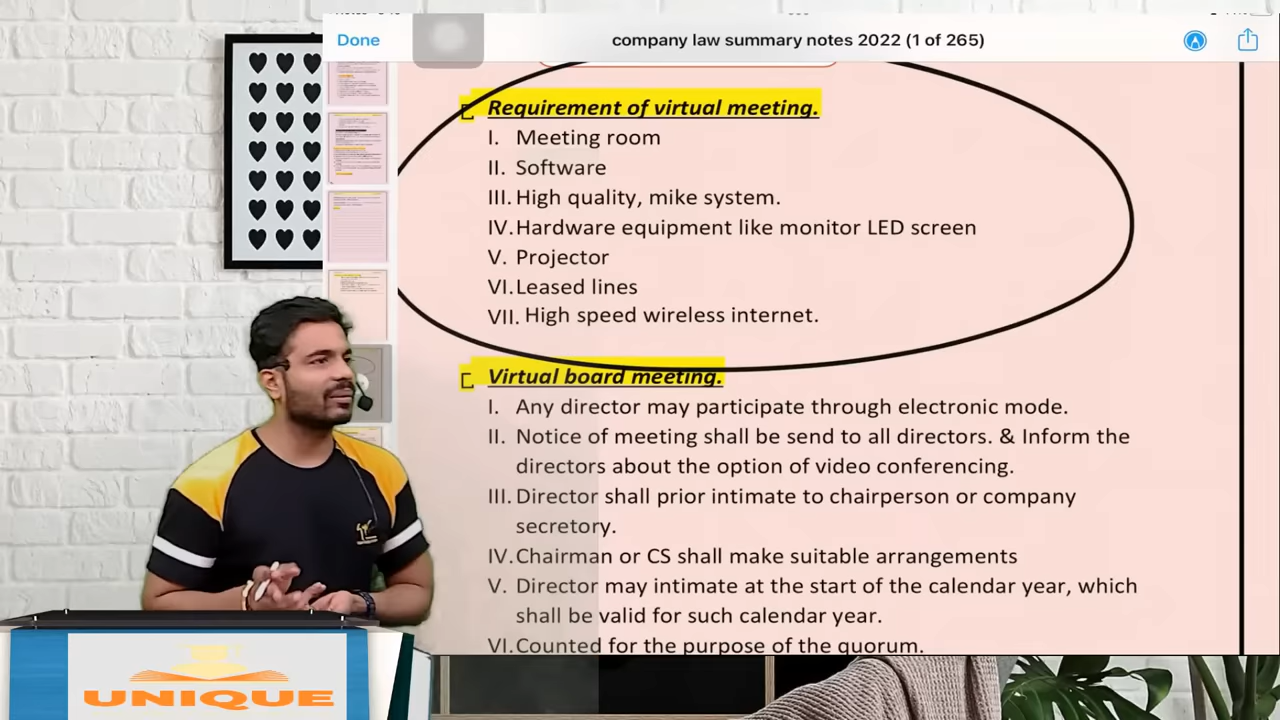 Done
company law summary notes 2022 (1 of 265)
Requirement of virtual meeting.
I. Meeting room
II. Software
III. High quality, mike system.
IV. Hardware equipment like monitor LED screen
V. Projector
VI. Leased lines
VII. High speed wireless internet.
Virtual board meeting.
I. Any director may participate through electronic mode.
II. Notice of meeting shall be send to all directors. & Inform the
directors about the option of video conferencing.
III. Director shall prior intimate to chairperson or company
secretory.
IV. Chairman or CS shall make suitable arrangements
V. Director may intimate at the start of the calendar year, which
shall be valid for such calendar year.
VI. Counted for the purpose of the quorum.
UNIQUE